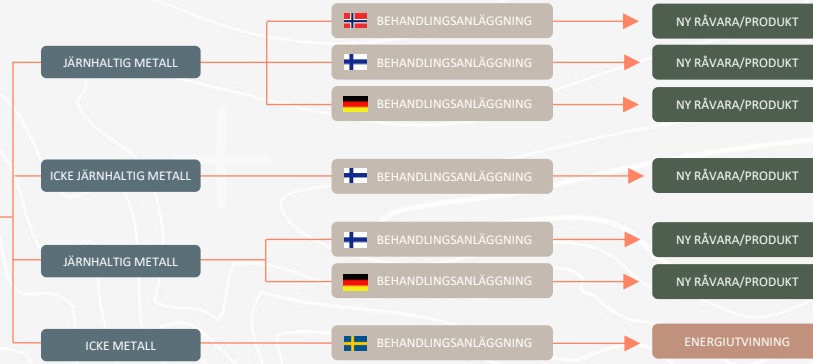 BEHANDLINGSANLÄGGNING
NY RÅVARA/PRODUKT
JÄRNHALTIG METALL
BEHANDLINGSANLÄGGNING
NY RÅVARA/PRODUKT
BEHANDLINGSANLÄGGNING
NY RÅVARA/PRODUKT
ICKE JÄRNHALTIG METALL
BEHANDLINGSANLÄGGNING
NY RÅVARA/PRODUKT
BEHANDLINGSANLÄGGNING
NY RÅVARA/PRODUKT
JÄRNHALTIG METALL
BEHANDLINGSANLÄGGNING
NY RÅVARA/PRODUKT
ICKE METALL
BEHANDLINGSANLÄGGNING
ENERGIUTVINNING